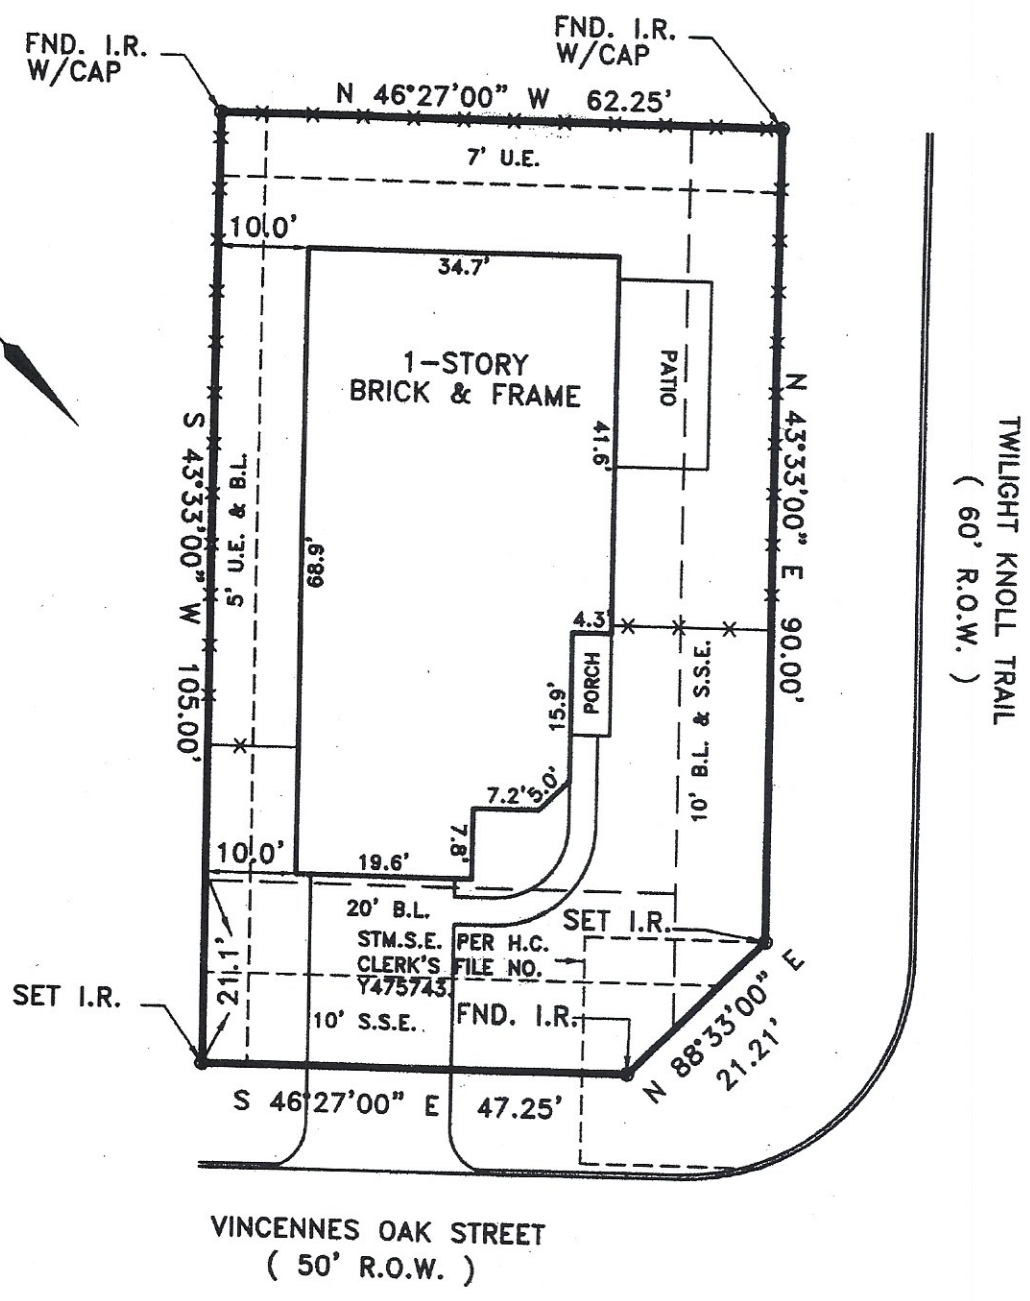 FND. I.R.
W/CAP
FND. I.R.
W/CAP
N 46°27'00" W 62.25'
7' U.E.
10.0'
34.7'
1-STORY
BRICK & FRAME
PATIO
41.6'
N 43°33'00" E 90.00'
TWILIGHT KNOLL TRAIL
( 60' R.O.W. )
S 43°33'00" W 105.00'
5' U.E. & B.L.
68.9'
4.3'
PORCH
15.9'
10' B.L. & S.S.E.
7.2'
5.0'
7.8'
10.0'
19.6'
20' B.L.
SET I.R.
STM.S.E. PER H.C.
CLERK'S FILE NO.
Y475743.
21.1'
SET I.R.
10' S.S.E.
FND. I.R.
N 88°33'00" E
21.21'
S 46°27'00" E 47.25'
VINCENNES OAK STREET
( 50' R.O.W. )